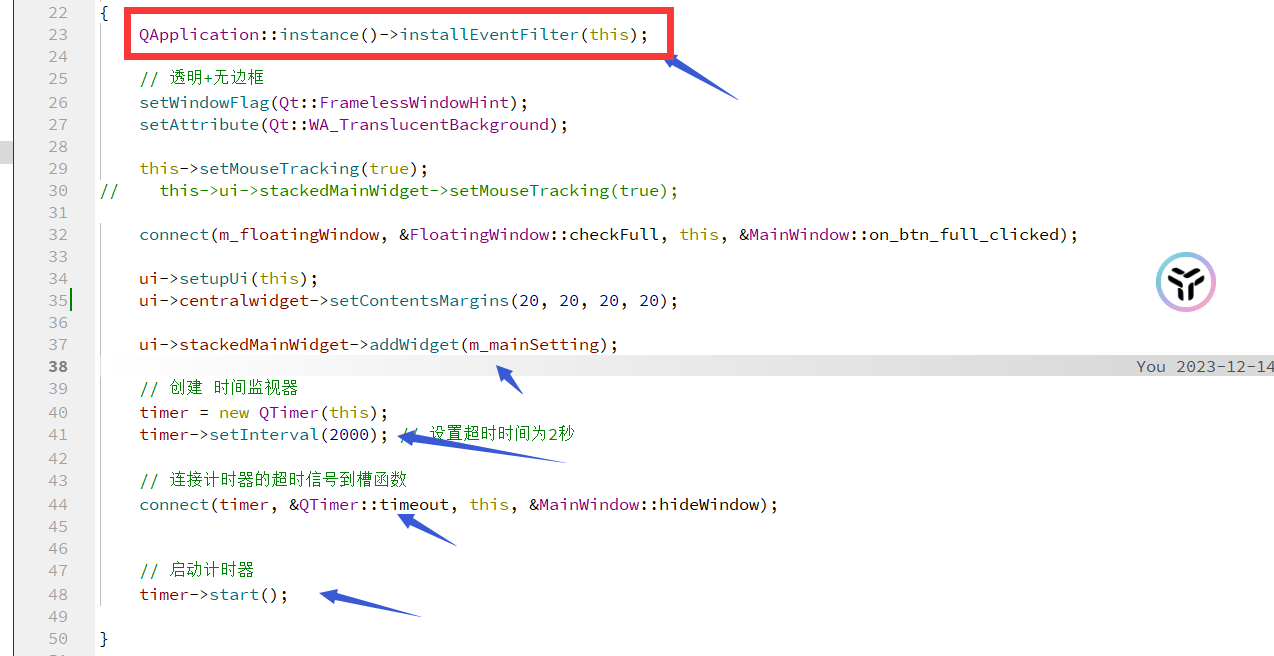 22 {
23 QApplication::instance()->installEventFilter(this);
24
25 // 透明+无边框
26 setWindowFlag(Qt::FramelessWindowHint);
27 setAttribute(Qt::WA_TranslucentBackground);
28
29 this->setMouseTracking(true);
30 // this->ui->stackedMainWidget->setMouseTracking(true);
31
32 connect(m_floatingWindow, &FloatingWindow::checkFull, this, &MainWindow::on_btn_full_clicked);
33
34 ui->setupUi(this);
35 ui->centralwidget->setContentsMargins(20, 20, 20, 20);
36
37 ui->stackedMainWidget->addWidget(m_mainSetting);
38 You 2023-12-14
39 // 创建 时间监视器
40 timer = new QTimer(this);
41 timer->setInterval(2000); // 设置超时时间为2秒
42
43 // 连接计时器的超时信号到槽函数
44 connect(timer, &QTimer::timeout, this, &MainWindow::hideWindow);
45
46
47 // 启动计时器
48 timer->start();
49
50 }